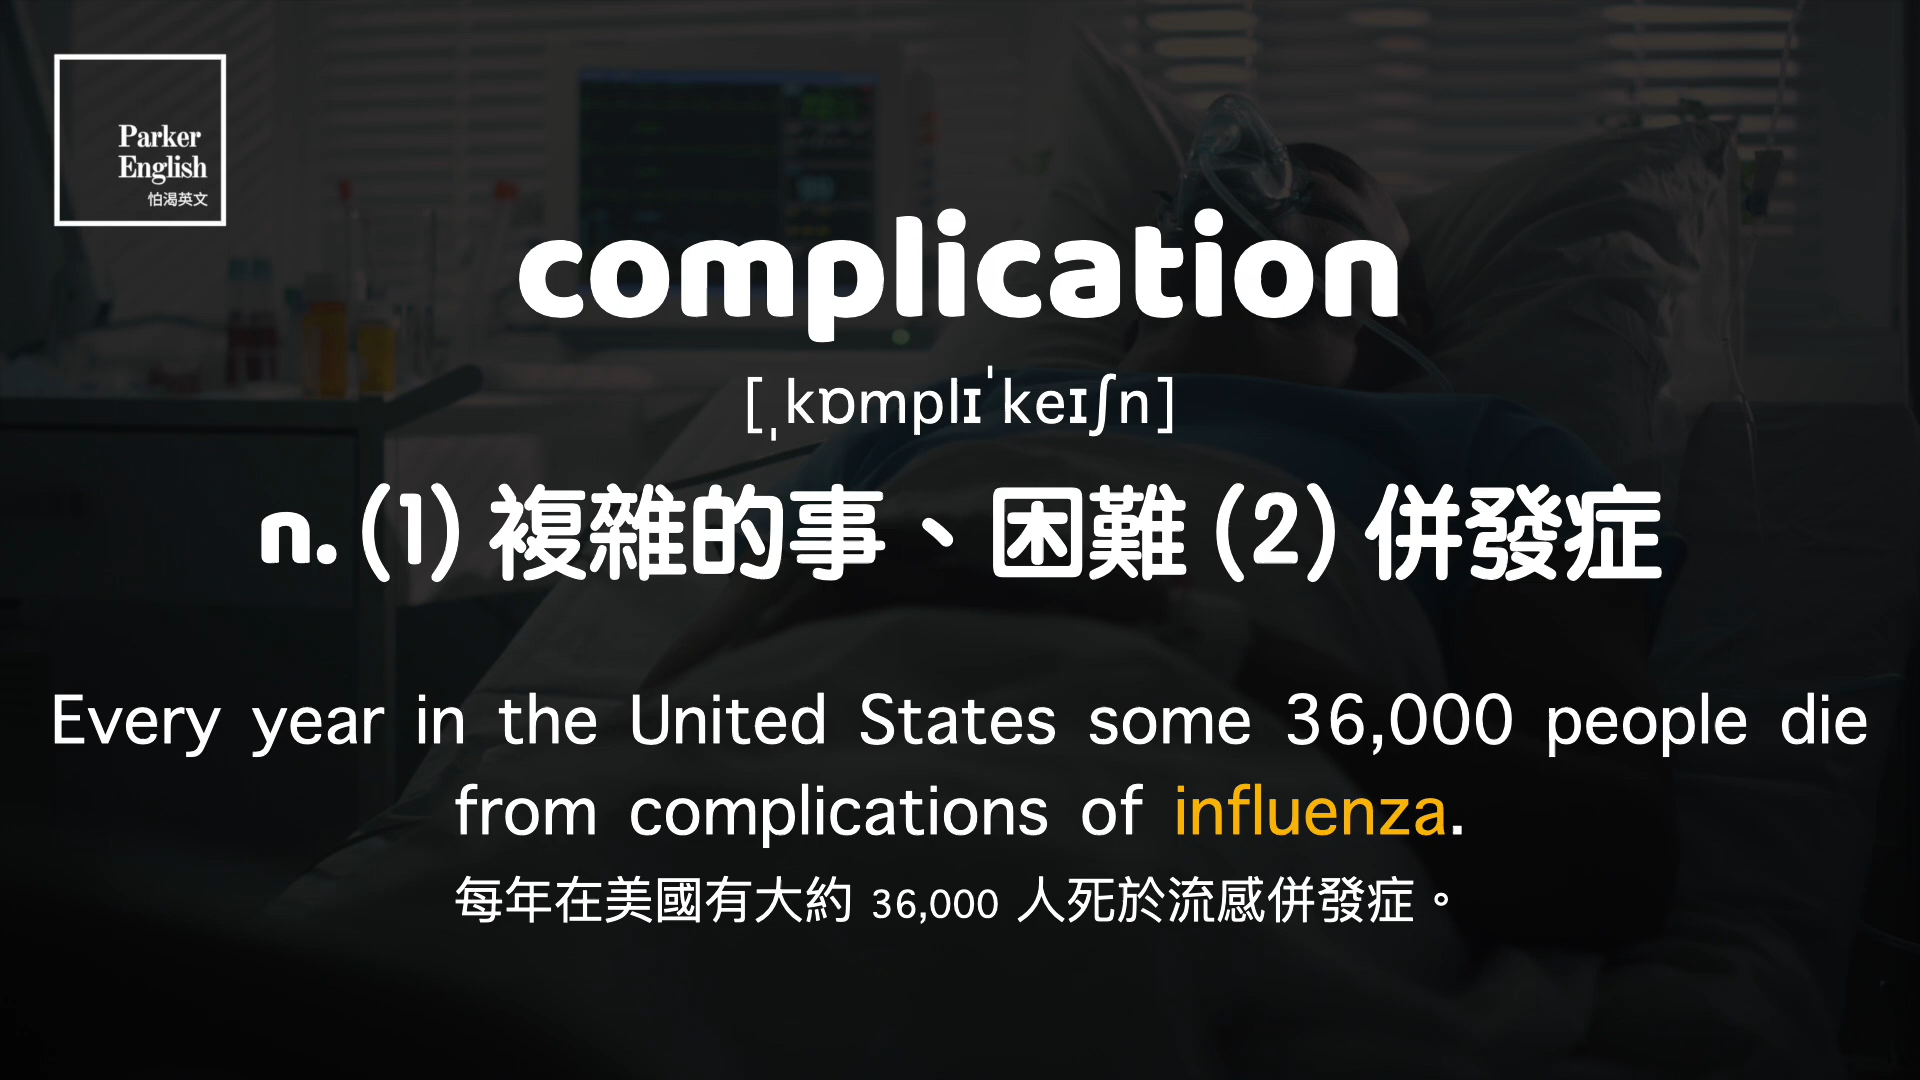 Parker
English
怕渴英文
complication
[ˌkɒmplɪˈkeɪʃn]
n. (1) 複雜的事、困難 (2) 併發症
Every year in the United States some 36,000 people die
from complications of influenza.
每年在美國有大約 36,000 人死於流感併發症。